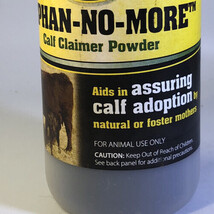 PHAN-NO-MORE™
Calf Claimer Powder
Aids in assuring
calf adoption by
natural or foster mothers
FOR ANIMAL USE ONLY
CAUTION: Keep Out of Reach of Children.
See back panel for additional precautions.